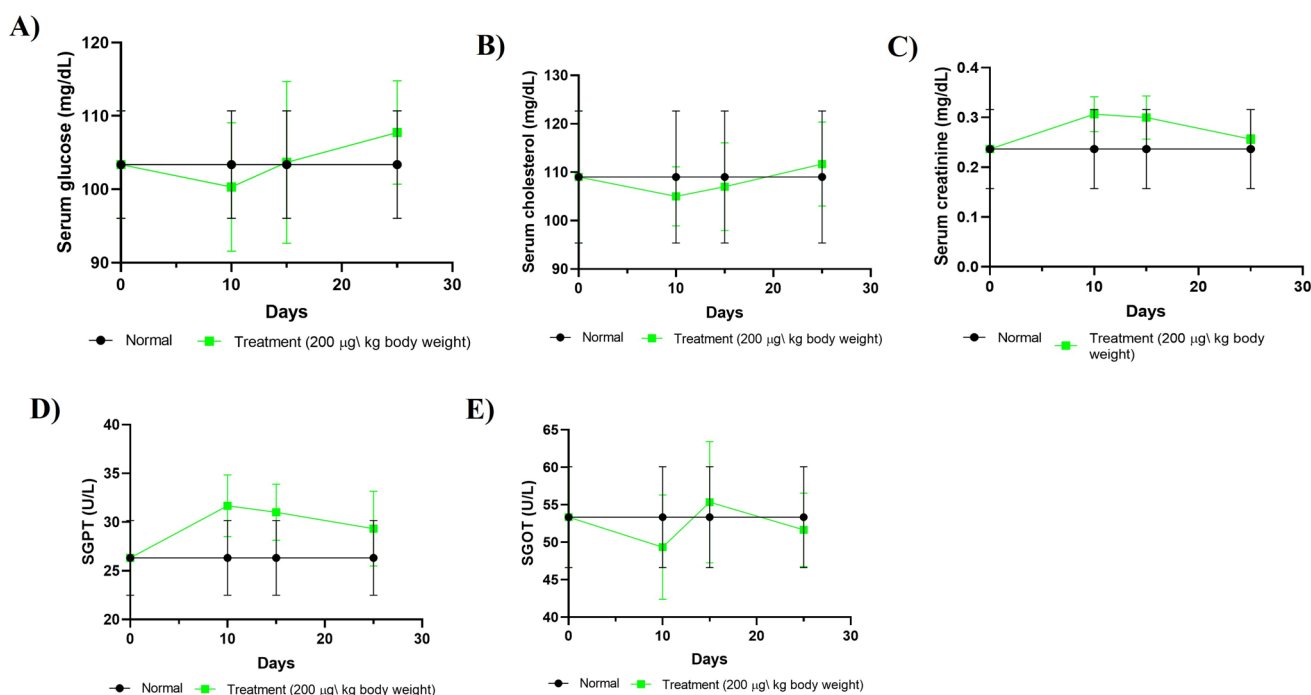 A)
Serum glucose (mg/dL)
120
110
100
90
0
10
20
30
Days
Normal
Treatment (200 μg\ kg body weight)
B)
Serum cholesterol (mg/dL)
130
120
110
100
90
0
10
20
30
Days
Normal
Treatment (200 μg\ kg body weight)
C)
Serum creatinine (mg/dL)
0.4
0.3
0.2
0.1
0.0
0
10
20
30
Days
Normal
Treatment (200 μg\ kg body
weight)
D)
SGPT (U/L)
40
35
30
25
20
0
10
20
30
Days
Normal
Treatment (200 μg\ kg body weight)
E)
SGOT (U/L)
65
60
55
50
45
40
0
10
20
30
Days
Normal
Treatment (200 μg\ kg body weight)